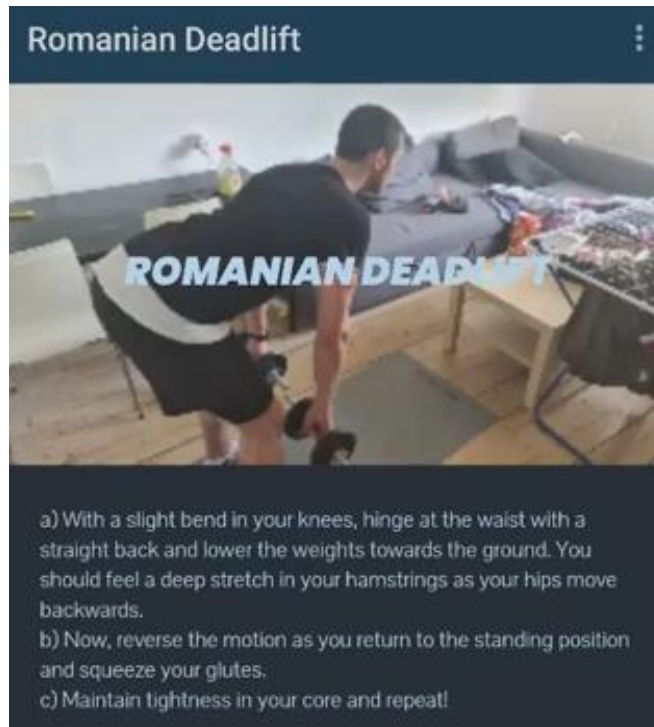 Romanian Deadlift
ROMANIAN DEADLIFT
a) With a slight bend in your knees, hinge at the waist with a
straight back and lower the weights towards the ground. You
should feel a deep stretch in your hamstrings as your hips move
backwards.
b) Now, reverse the motion as you return to the standing position
and squeeze your glutes.
c) Maintain tightness in your core and repeat!